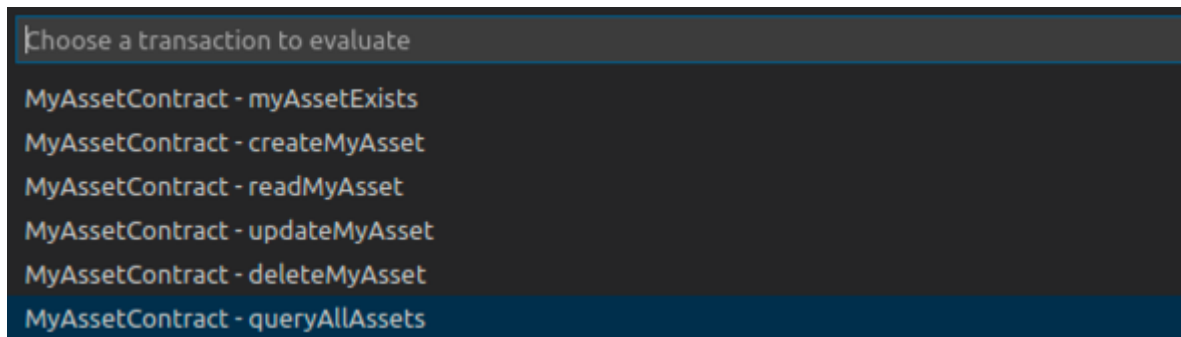 Choose a transaction to evaluate
MyAssetContract - myAssetExists
MyAssetContract - createMyAsset
MyAssetContract - readMyAsset
MyAssetContract - updateMyAsset
MyAssetContract - deleteMyAsset
MyAssetContract - queryAllAssets